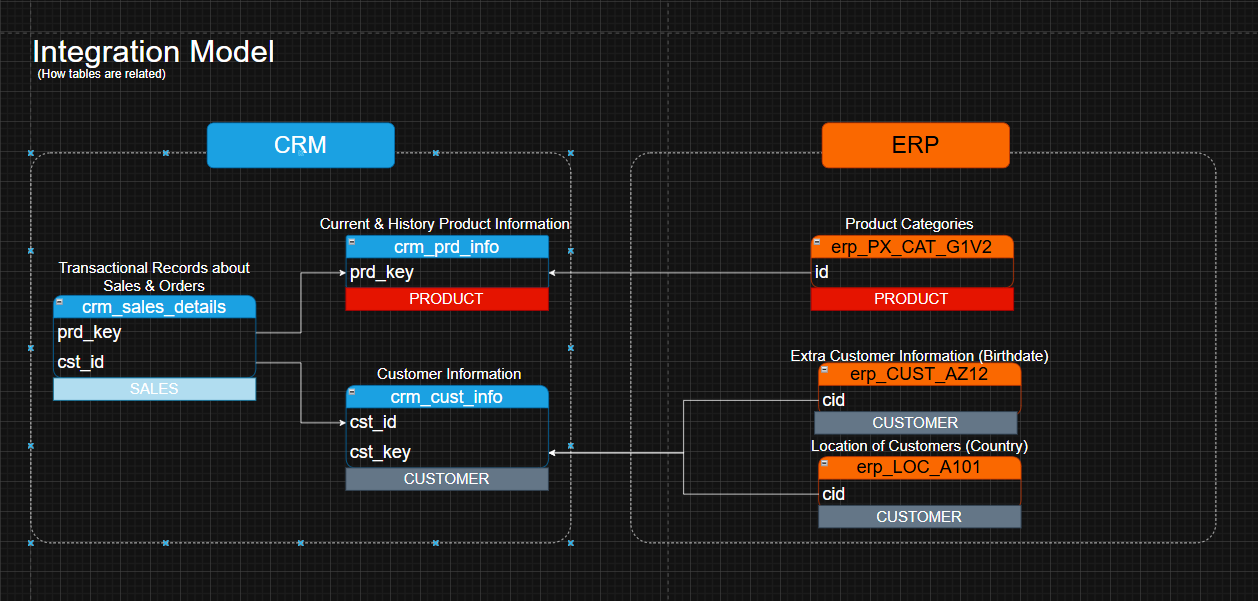 Integration Model
(How tables are related)
CRM
Transactional Records about
Sales & Orders
crm_sales_details
prd_key
cst_id
SALES
Current & History Product Information
crm_prd_info
prd_key
PRODUCT
Customer Information
crm_cust_info
cst_id
cst_key
CUSTOMER
ERP
Product Categories
erp_PX_CAT_G1V2
id
PRODUCT
Extra Customer Information (Birthdate)
erp_CUST_AZ12
cid
CUSTOMER
Location of Customers (Country)
erp_LOC_A101
cid
CUSTOMER